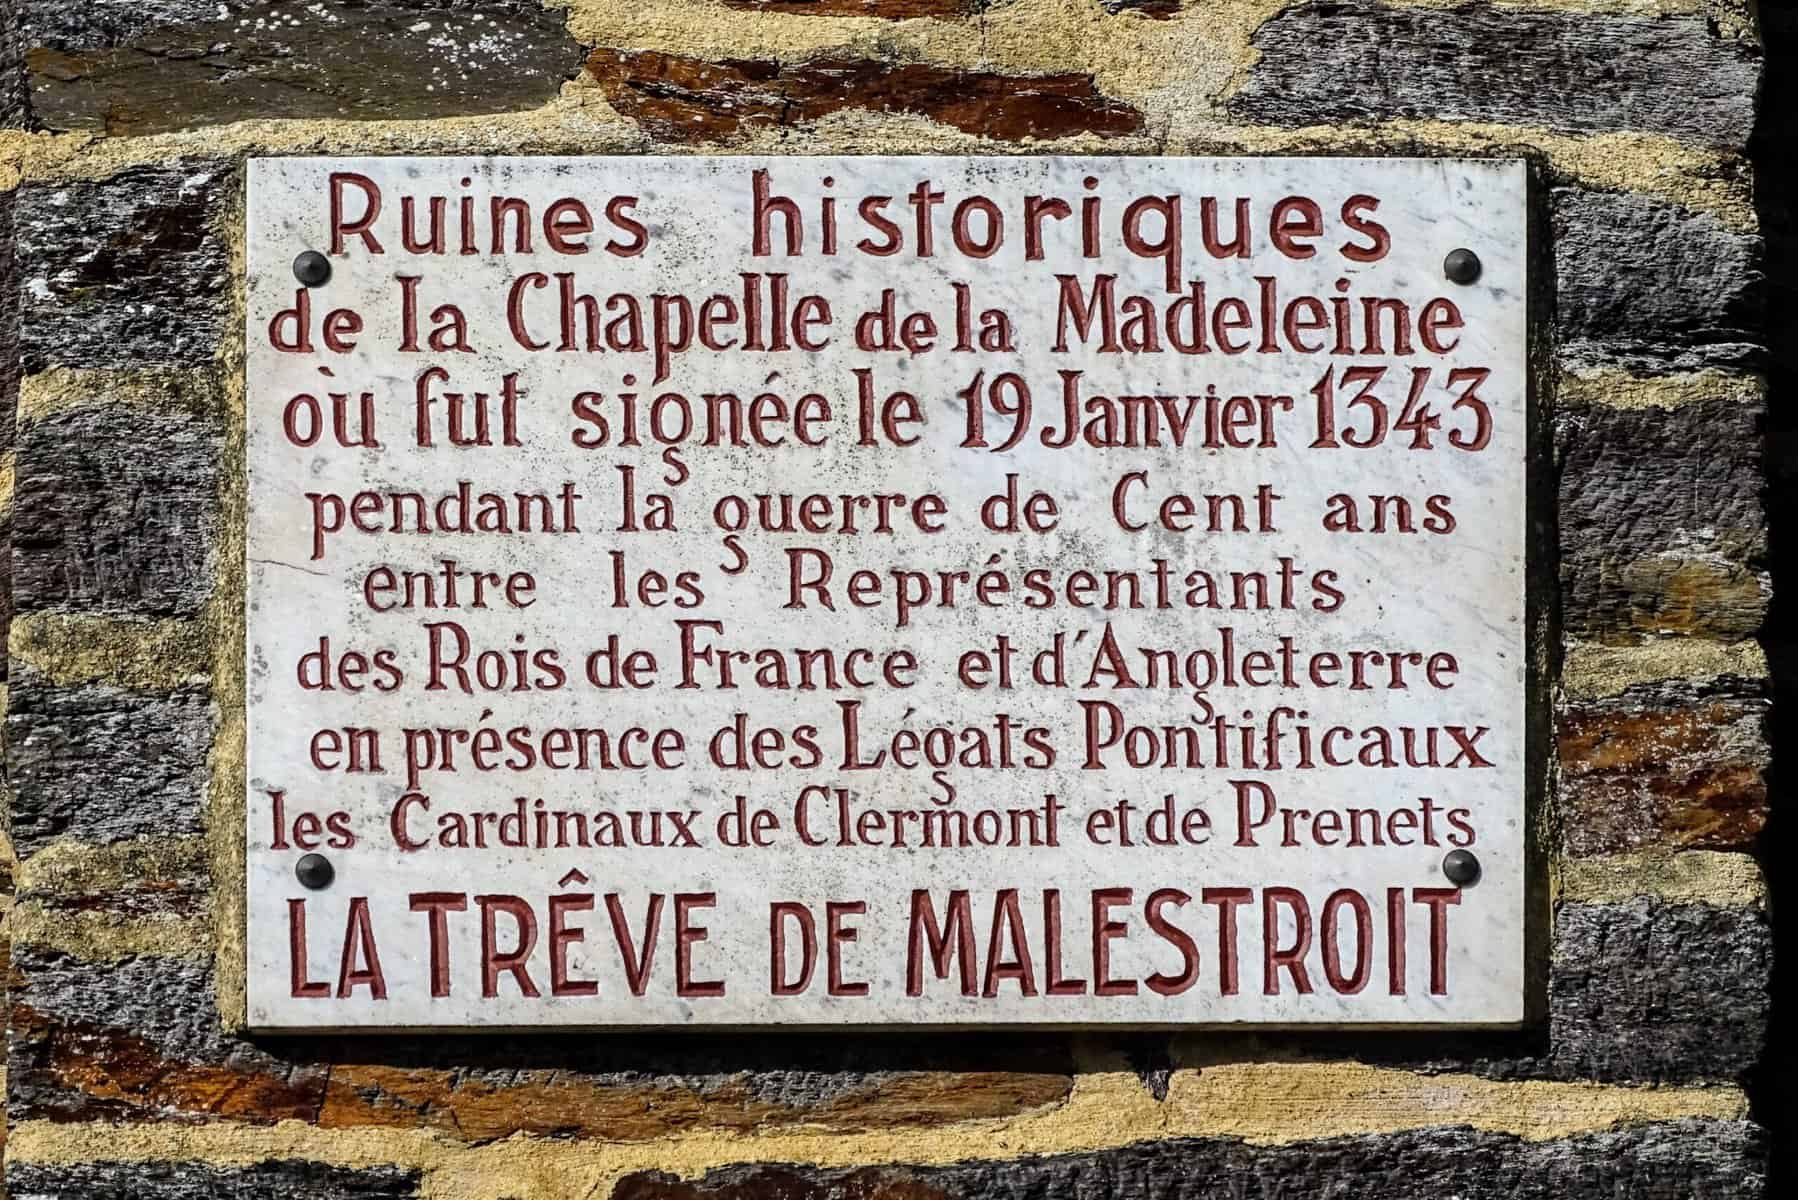 Ruines historiques
de la Chapelle de la Madeleine
où fut signée le 19 Janvier 1343
pendant la guerre de Cent ans
entre les Représentants
des Rois de France et d'Angleterre
en présence des Légats Pontificaux
les Cardinaux de Clermont et de Prenets
LA TRÊVE DE MALESTROIT